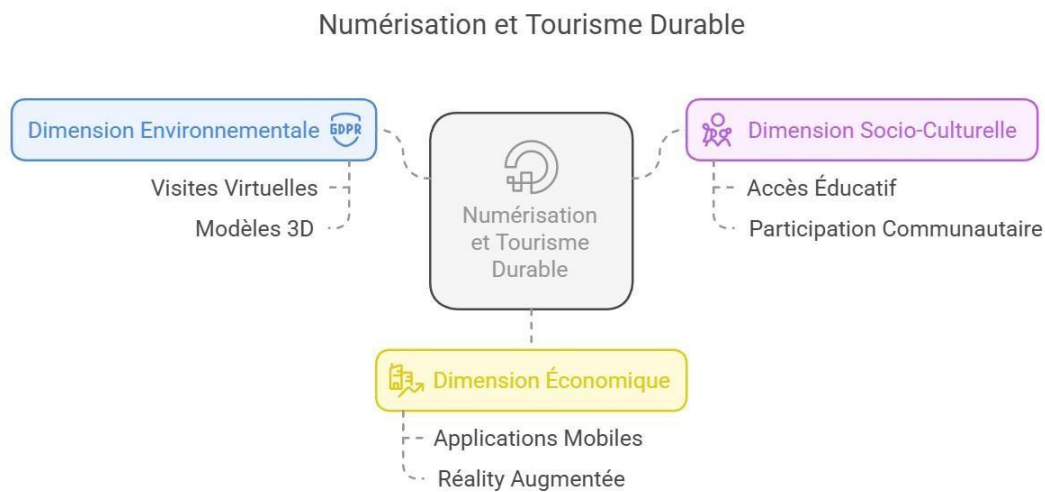 Numérisation et Tourisme Durable
Dimension Environnementale
GDPR
Visites Virtuelles
Modèles 3D
Numérisation
et Tourisme
Durable
Dimension Socio-Culturelle
Accès Éducatif
Participation Communautaire
Dimension Économique
Applications Mobiles
Réality Augmentée